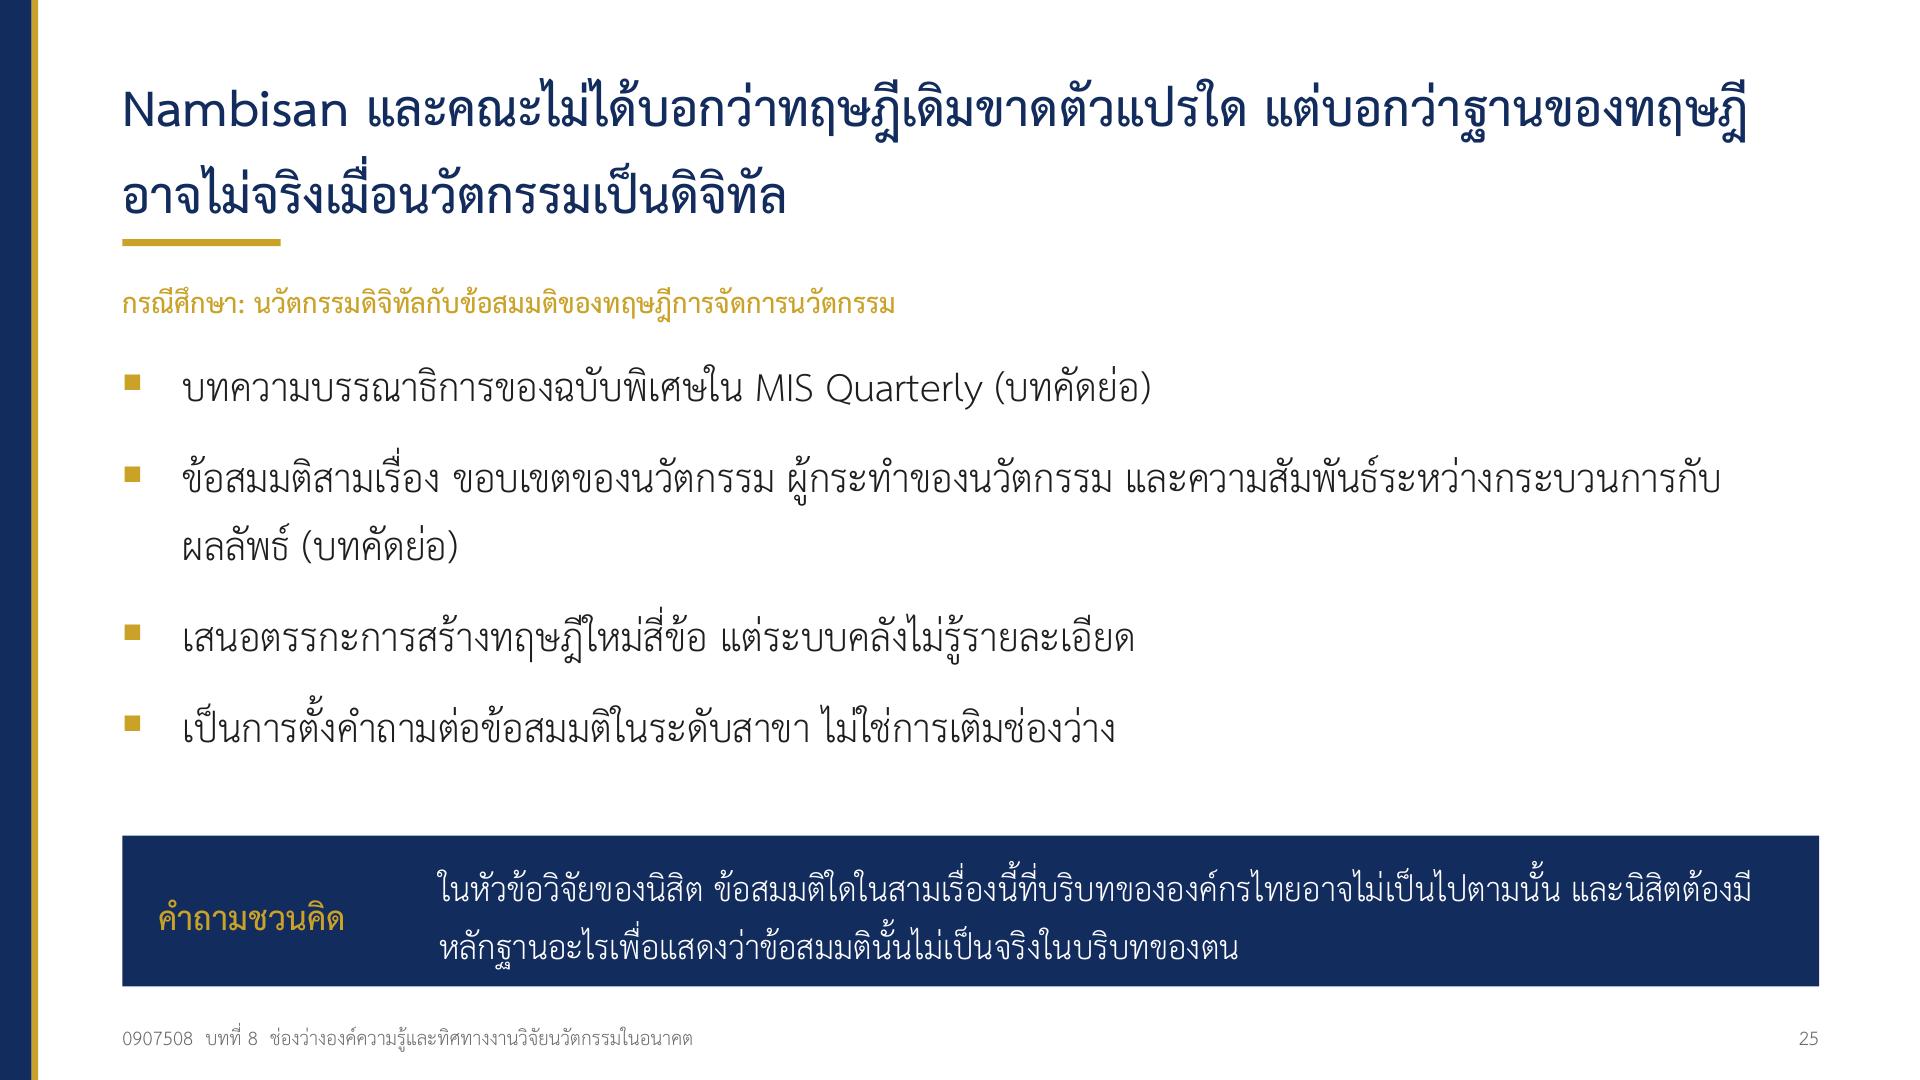 Nambisan และคณะไม่ได้บอกว่าทฤษฎีเดิมขาดตัวแปรใด แต่บอกว่าฐานของทฤษฎี
อาจไม่จริงเมื่อนวัตกรรมเป็นดิจิทัล
กรณีศึกษา: นวัตกรรมดิจิทัลกับข้อสมมติของทฤษฎีการจัดการนวัตกรรม
▪ บทความบรรณาธิการของฉบับพิเศษใน MIS Quarterly (บทคัดย่อ)
▪ ข้อสมมติสามเรื่อง ขอบเขตของนวัตกรรม ผู้กระทำของนวัตกรรม และความสัมพันธ์ระหว่างกระบวนการกับ
ผลลัพธ์ (บทคัดย่อ)
▪ เสนอตรรกะการสร้างทฤษฎีใหม่สี่ข้อ แต่ระบบคลังไม่รู้รายละเอียด
▪ เป็นการตั้งคำถามต่อข้อสมมติในระดับสาขา ไม่ใช่การเติมช่องว่าง
คำถามชวนคิด
ในหัวข้อวิจัยของนิสิต ข้อสมมติใดในสามเรื่องนี้ที่บริบทขององค์กรไทยอาจไม่เป็นไปตามนั้น และนิสิตต้องมี
หลักฐานอะไรเพื่อแสดงว่าข้อสมมตินั้นไม่เป็นจริงในบริบทของตน
0907508 บทที่ 8 ช่องว่างองค์ความรู้และทิศทางงานวิจัยนวัตกรรมในอนาคต
25